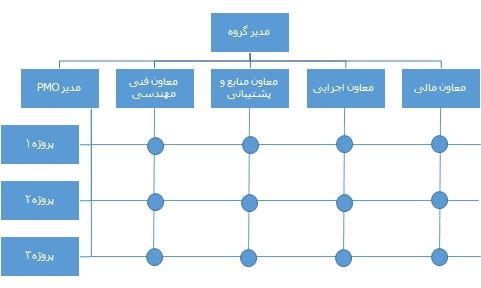 مدیر گروه
معاون مالی
معاون اجرایی
معاون منابع و
پشتیبانی
معاون فنی
مهندسی
مدیر PMO
پروژه۱
پروژه۲
پروژه۳